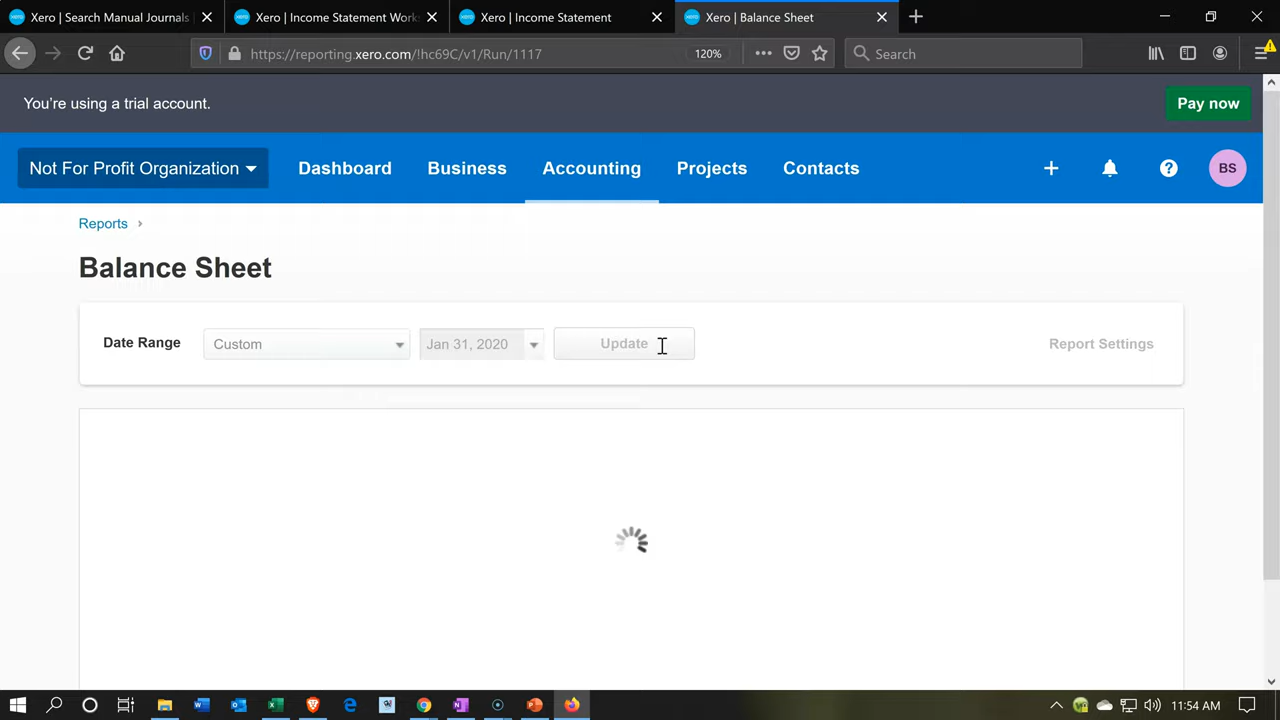 Xero | Search Manual Journals
Xero | Income Statement Works
Xero | Income Statement
Xero | Balance Sheet
https://reporting.xero.com/!hc69C/v1/Run/1117
120%
Search
You're using a trial account.
Pay now
Not For Profit Organization
Dashboard
Business
Accounting
Projects
Contacts
BS
Reports
Balance Sheet
Date Range
Custom
Jan 31, 2020
Update
Report Settings
11:54 AM